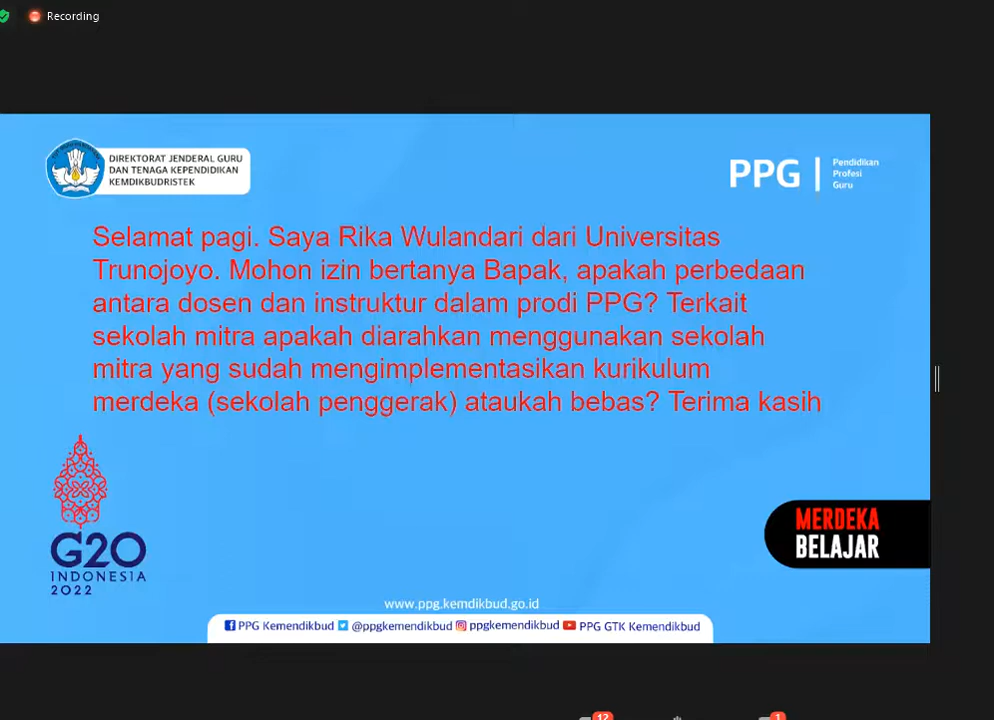 Recording
DIREKTORAT JENDERAL GURU
DAN TENAGA KEPENDIDIKAN
KEMDIKBUDRISTEK
PPG
Pendidikan
Profesi
Guru
Selamat pagi. Saya Rika Wulandari dari Universitas
Trunojoyo. Mohon izin bertanya Bapak, apakah perbedaan
antara dosen dan instruktur dalam prodi PPG? Terkait
sekolah mitra apakah diarahkan menggunakan sekolah
mitra yang sudah mengimplementasikan kurikulum
merdeka (sekolah penggerak) ataukah bebas? Terima kasih
G20
INDONESIA
2022
MERDEKA
BELAJAR
www.ppg.kemdikbud.go.id
PPG Kemendikbud @ppgkemendikbud ppgkemendikbud PPG GTK Kemendikbud
12 1